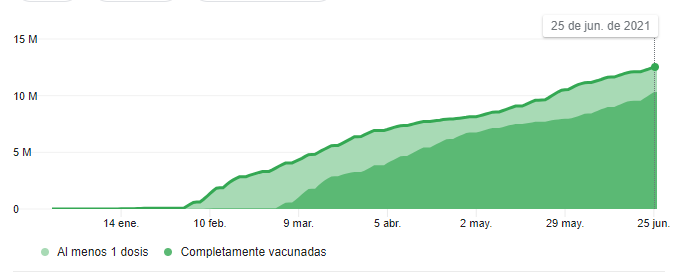 25 de jun. de 2021
15 M
10 M
5 M
0
14 ene. 10 feb. 9 mar. 5 abr. 2 may. 29 may. 25 jun.
Al menos 1 dosis Completamente vacunadas